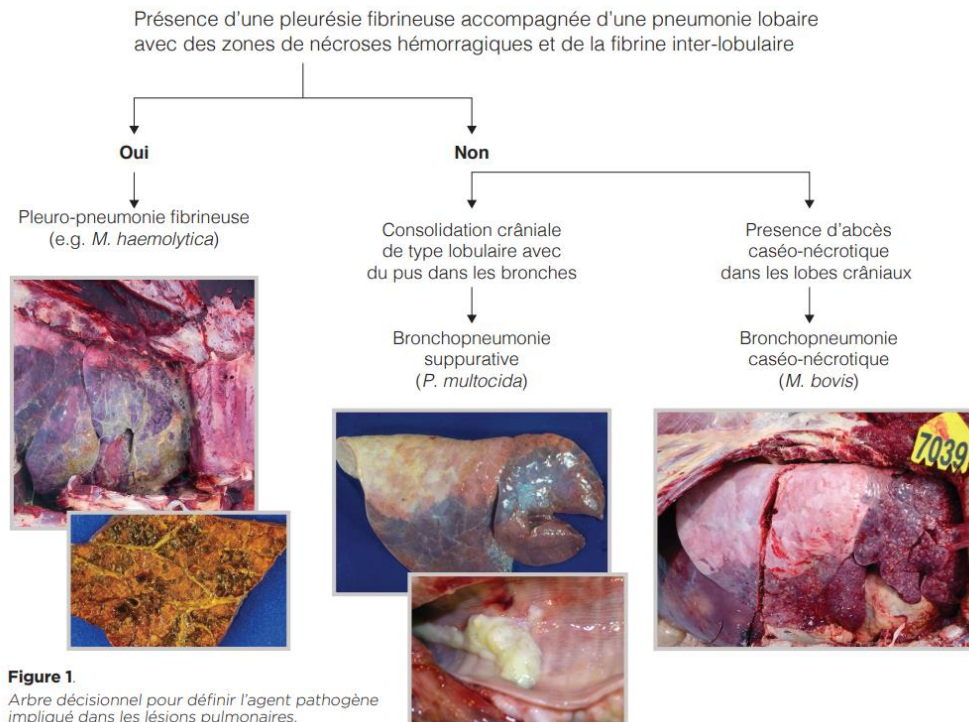 Présence d'une pleurésie fibrineuse accompagnée d'une pneumonie lobaire
avec des zones de nécroses hémorragiques et de la fibrine inter-lobulaire
Oui
Non
Pleuro-pneumonie fibrineuse
(e.g. M. haemolytica)
Consolidation crâniale
de type lobulaire avec
du pus dans les bronches
Presence d'abcès
caséo-nécrotique
dans les lobes crâniaux
Bronchopneumonie
suppurative
(P. multocida)
Bronchopneumonie
caséo-nécrotique
(M. bovis)
7039
Figure 1.
Arbre décisionnel pour définir l'agent pathogène
impliqué dans les lésions pulmonaires.